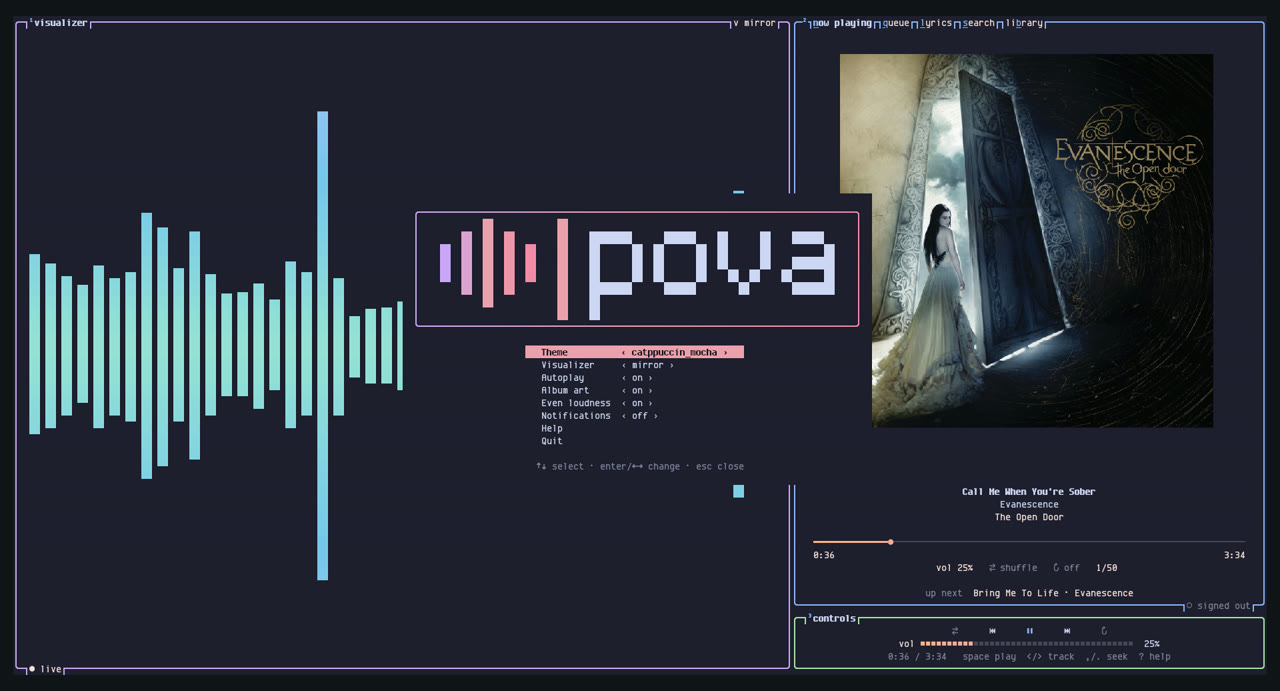 ¹visualizer
v mirror
²now playing queue lyrics search library
EVANESCENCE
the Open door
pova
Theme ‹ catppuccin_mocha ›
Visualizer ‹ mirror ›
Autoplay ‹ on ›
Album art ‹ on ›
Even loudness ‹ on ›
Notifications ‹ off ›
Help
Quit
↑↓ select · enter/←→ change · esc close
● live
Call Me When You're Sober
Evanescence
The Open Door
0:36 3:34
vol 25% ⇄ shuffle off 1/50
up next Bring Me To Life · Evanescence
○ signed out
³controls
vol 25%
0:36 / 3:34 space play </> track ,/. seek ? help